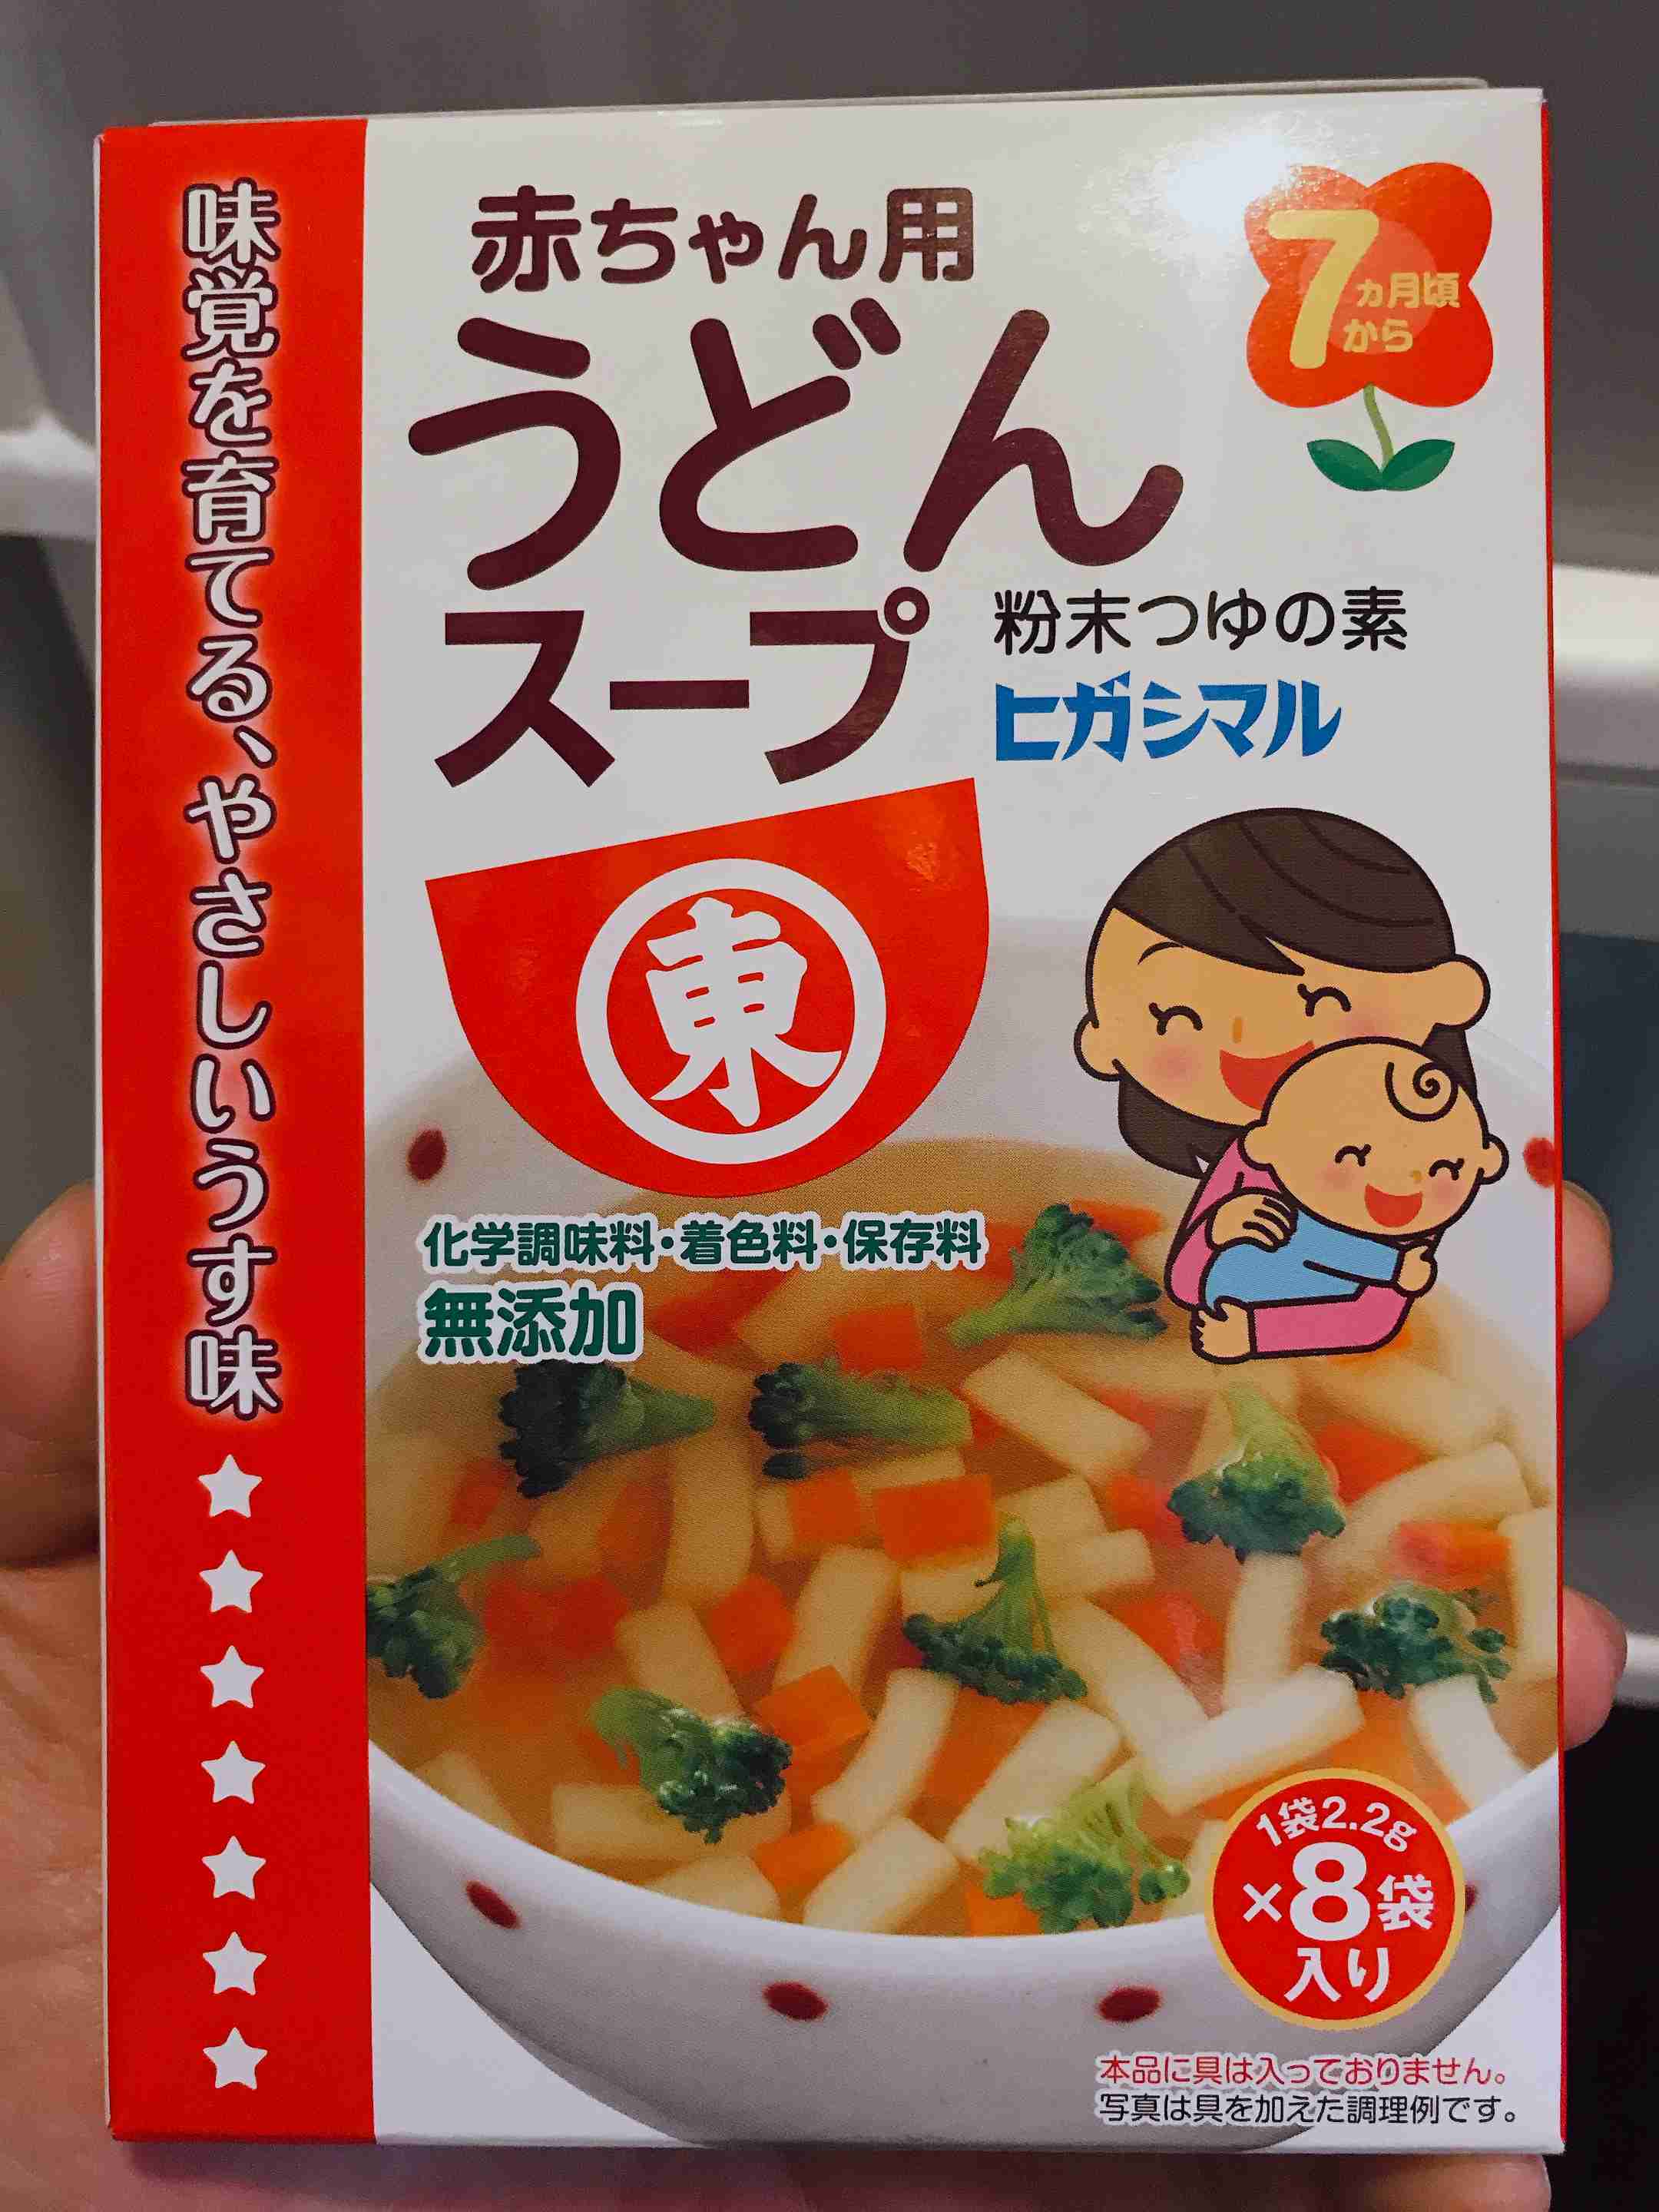 味覚を育てる、やさしいうす味
赤ちゃん用
うどん
スープ
7ヵ月頃
から
粉末つゆの素
ヒガシマル
東
化学調味料・着色料・保存料
無添加
1袋2.2g
×8袋
入り
本品に具は入っておりません。
写真は具を加えた調理例です。